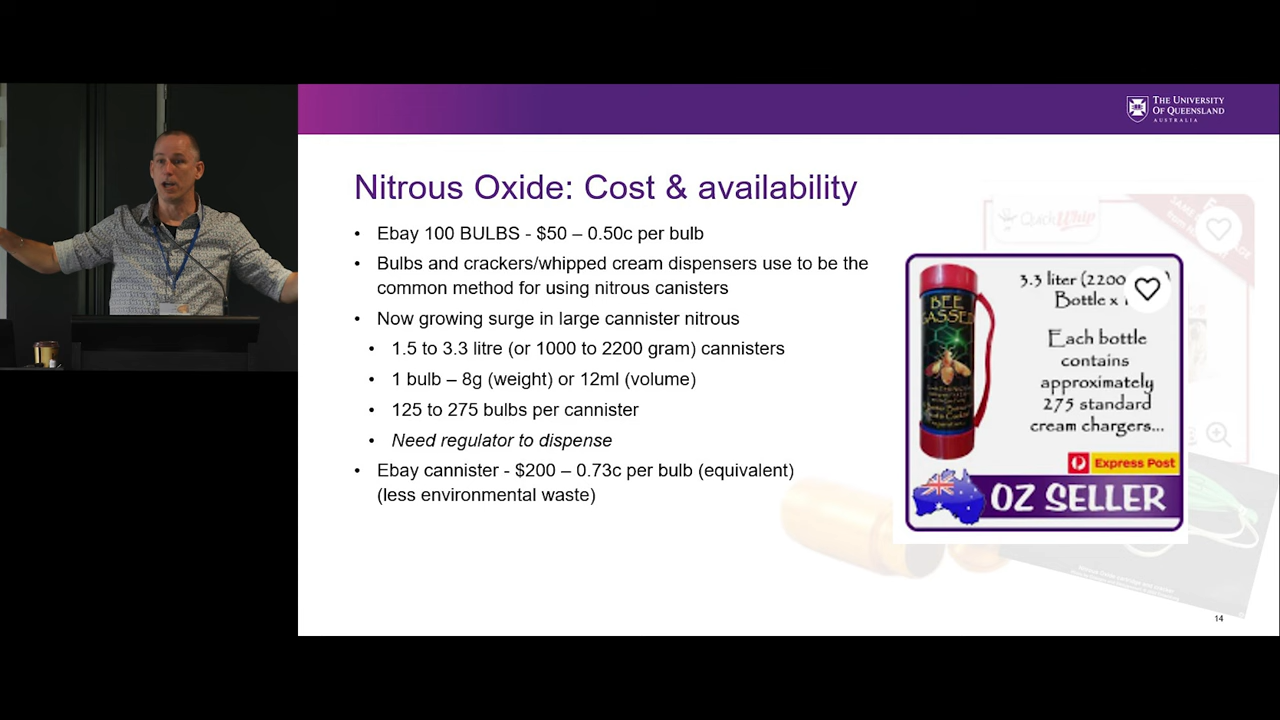 THE UNIVERSITY
OF QUEENSLAND
AUSTRALIA
Nitrous Oxide: Cost & availability
• Ebay 100 BULBS - $50 – 0.50c per bulb
• Bulbs and crackers/whipped cream dispensers use to be the
common method for using nitrous canisters
• Now growing surge in large cannister nitrous
• 1.5 to 3.3 litre (or 1000 to 2200 gram) cannisters
• 1 bulb – 8g (weight) or 12ml (volume)
• 125 to 275 bulbs per cannister
• Need regulator to dispense
• Ebay cannister - $200 – 0.73c per bulb (equivalent)
(less environmental waste)
QuickWhip
BEE
GASSED
3.3 liter (2200
Bottle x
Each bottle
contains
approximately
275 standard
cream chargers...
Express Post
OZ SELLER
14